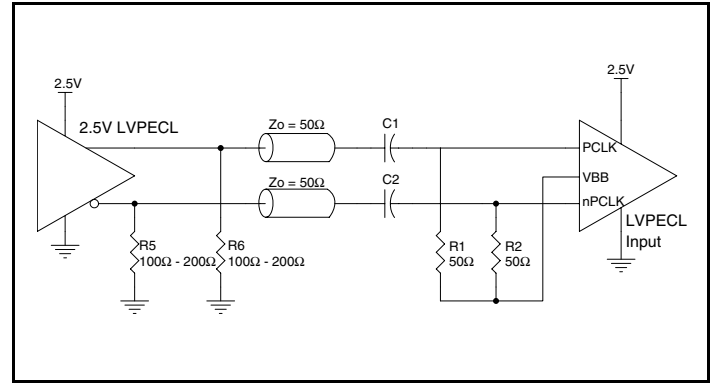 2.5V
2.5V
2.5V LVPECL
Zo = 50Ω
C1
PCLK
Zo = 50Ω
C2
VBB
nPCLK
LVPECL
Input
R5
100Ω - 200Ω
R6
100Ω - 200Ω
R1
50Ω
R2
50Ω